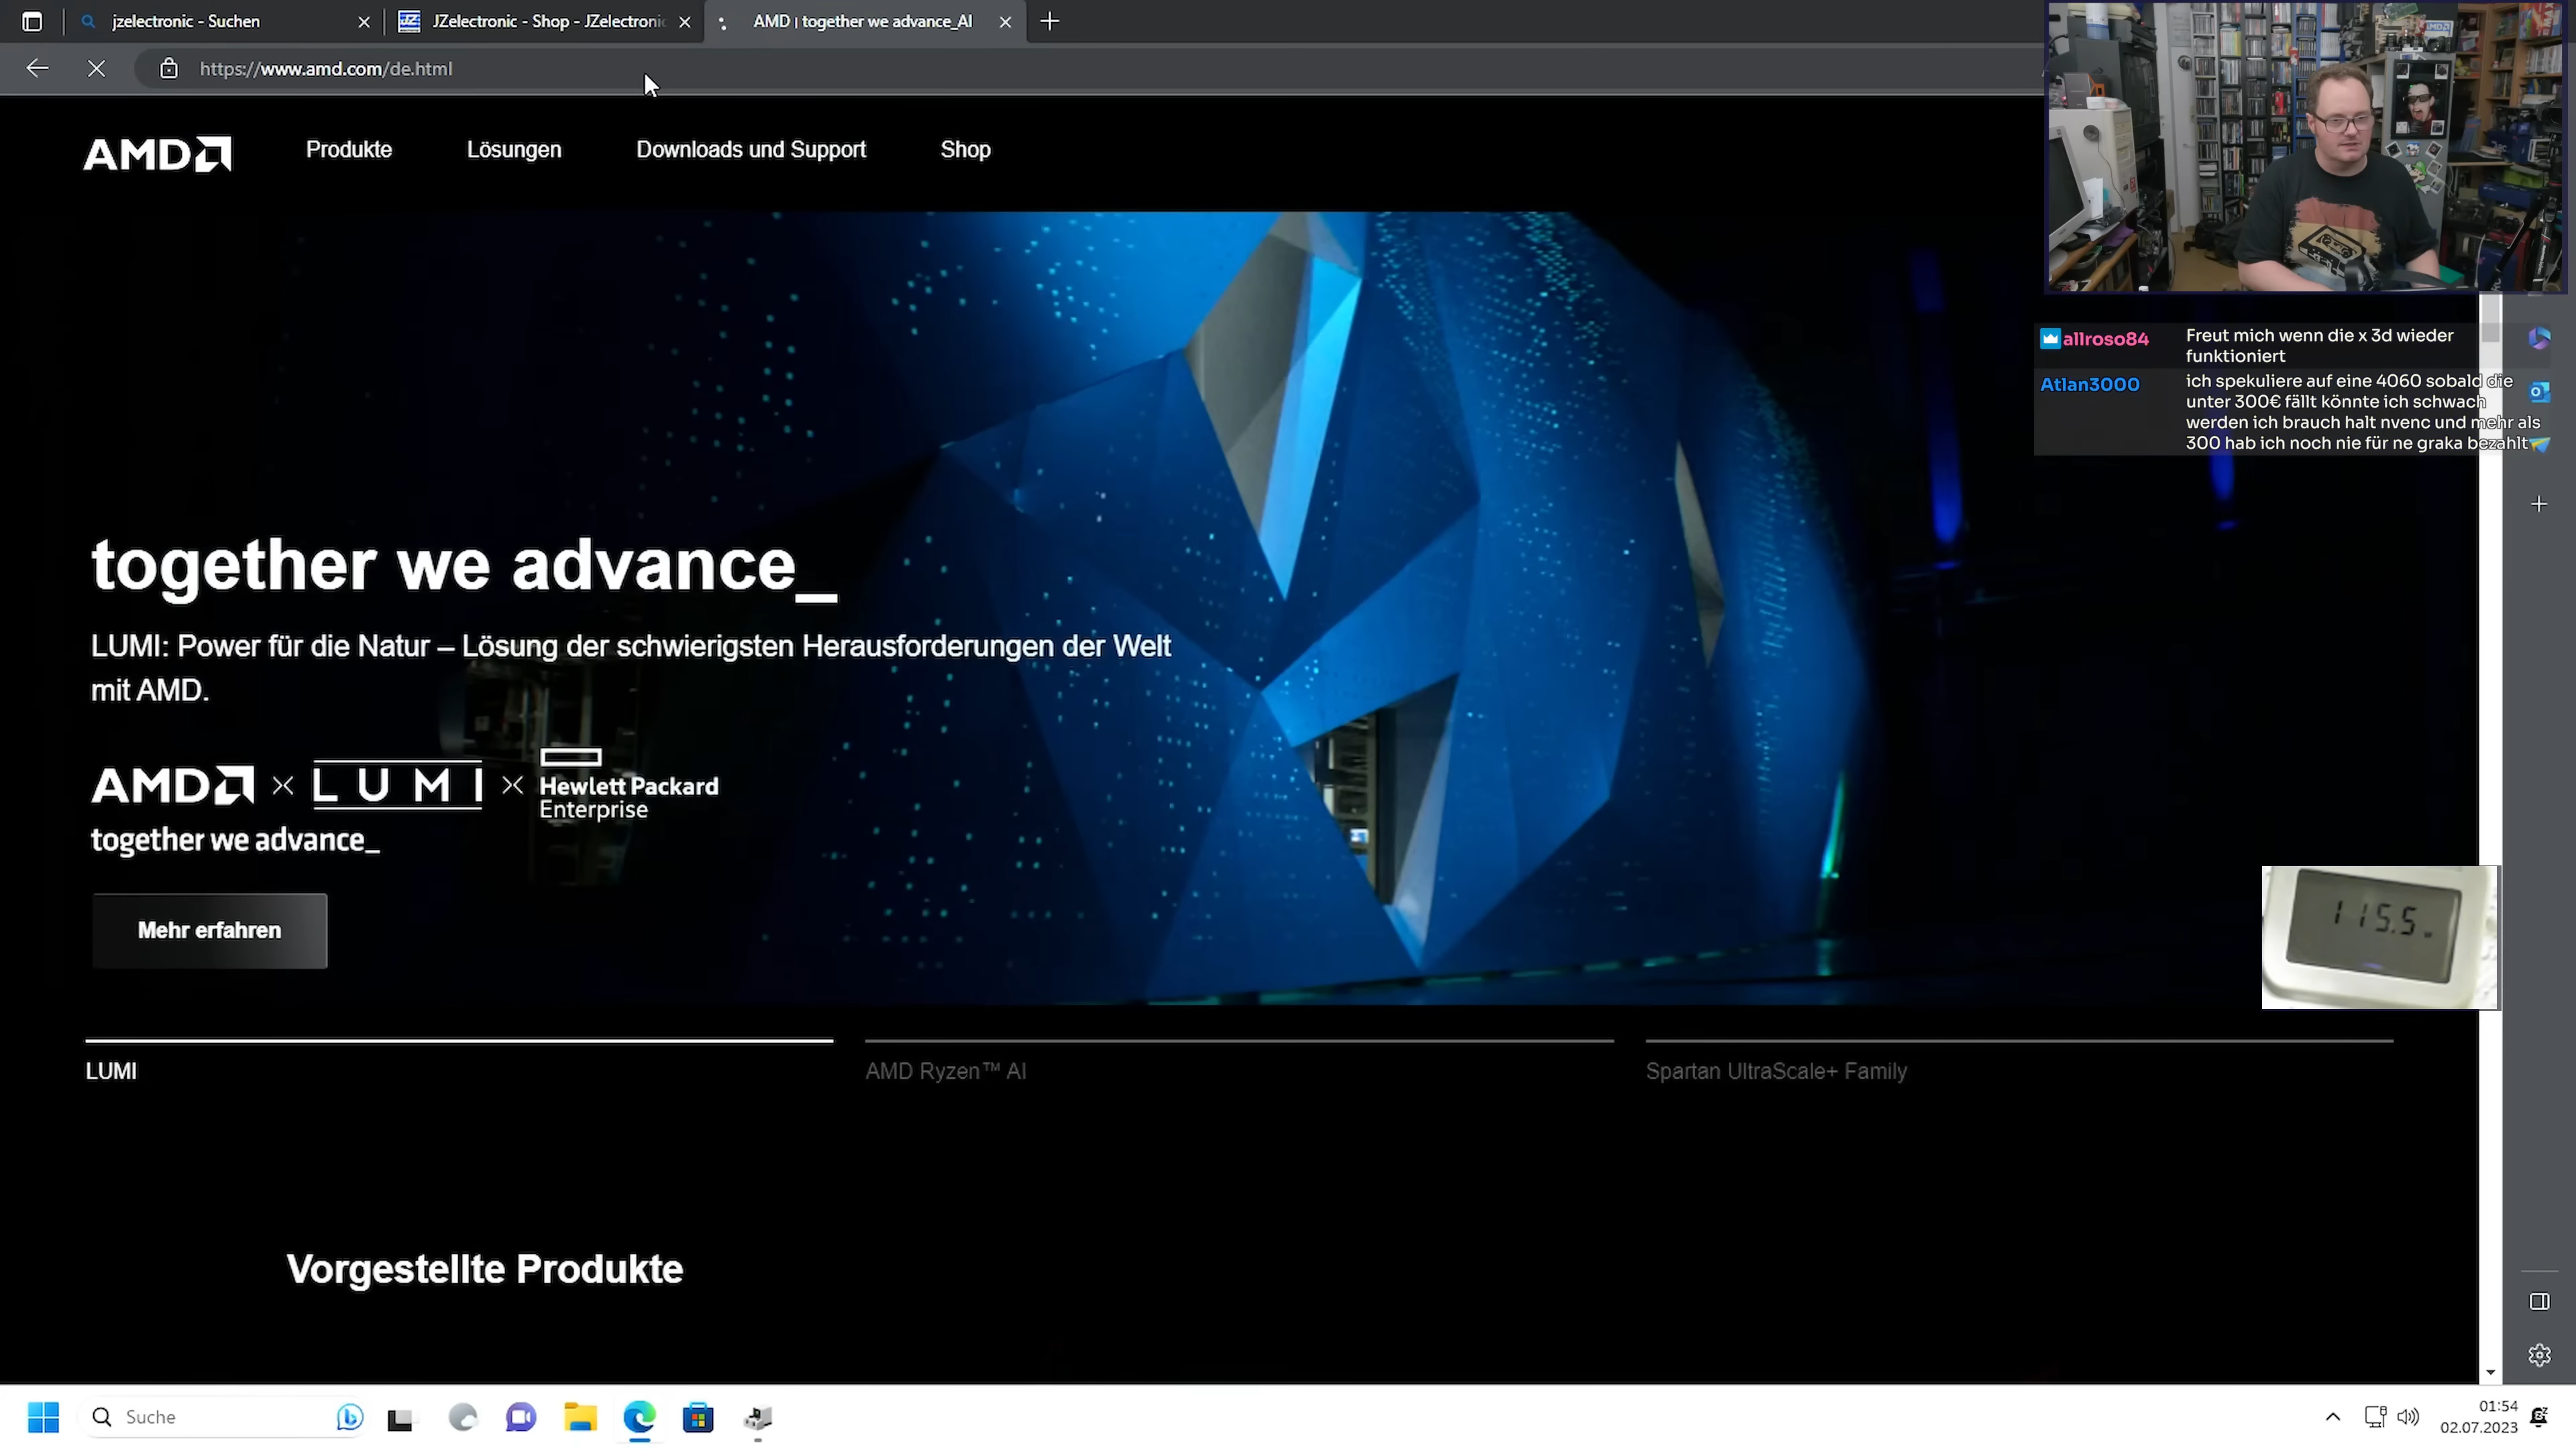 jzelectronic - Suchen
JZelectronic - Shop - JZelectronic
AMD | together we advance_AI
https://www.amd.com/de.html
AMD
Produkte
Lösungen
Downloads und Support
Shop
allroso84
Freut mich wenn die x 3d wieder
funktioniert
Atlan3000
ich spekuliere auf eine 4060 sobald die
unter 300€ fällt könnte ich schwach
werden ich brauch halt nvenc und mehr als
300 hab ich noch nie für ne graka bezahlt
together we advance_
LUMI: Power für die Natur – Lösung der schwierigsten Herausforderungen der Welt
mit AMD.
AMD × LUMI × Hewlett Packard
Enterprise
together we advance_
Mehr erfahren
115.5 w
LUMI
AMD Ryzen™ AI
Spartan UltraScale+ Family
Vorgestellte Produkte
Suche
01:54
02.07.2023